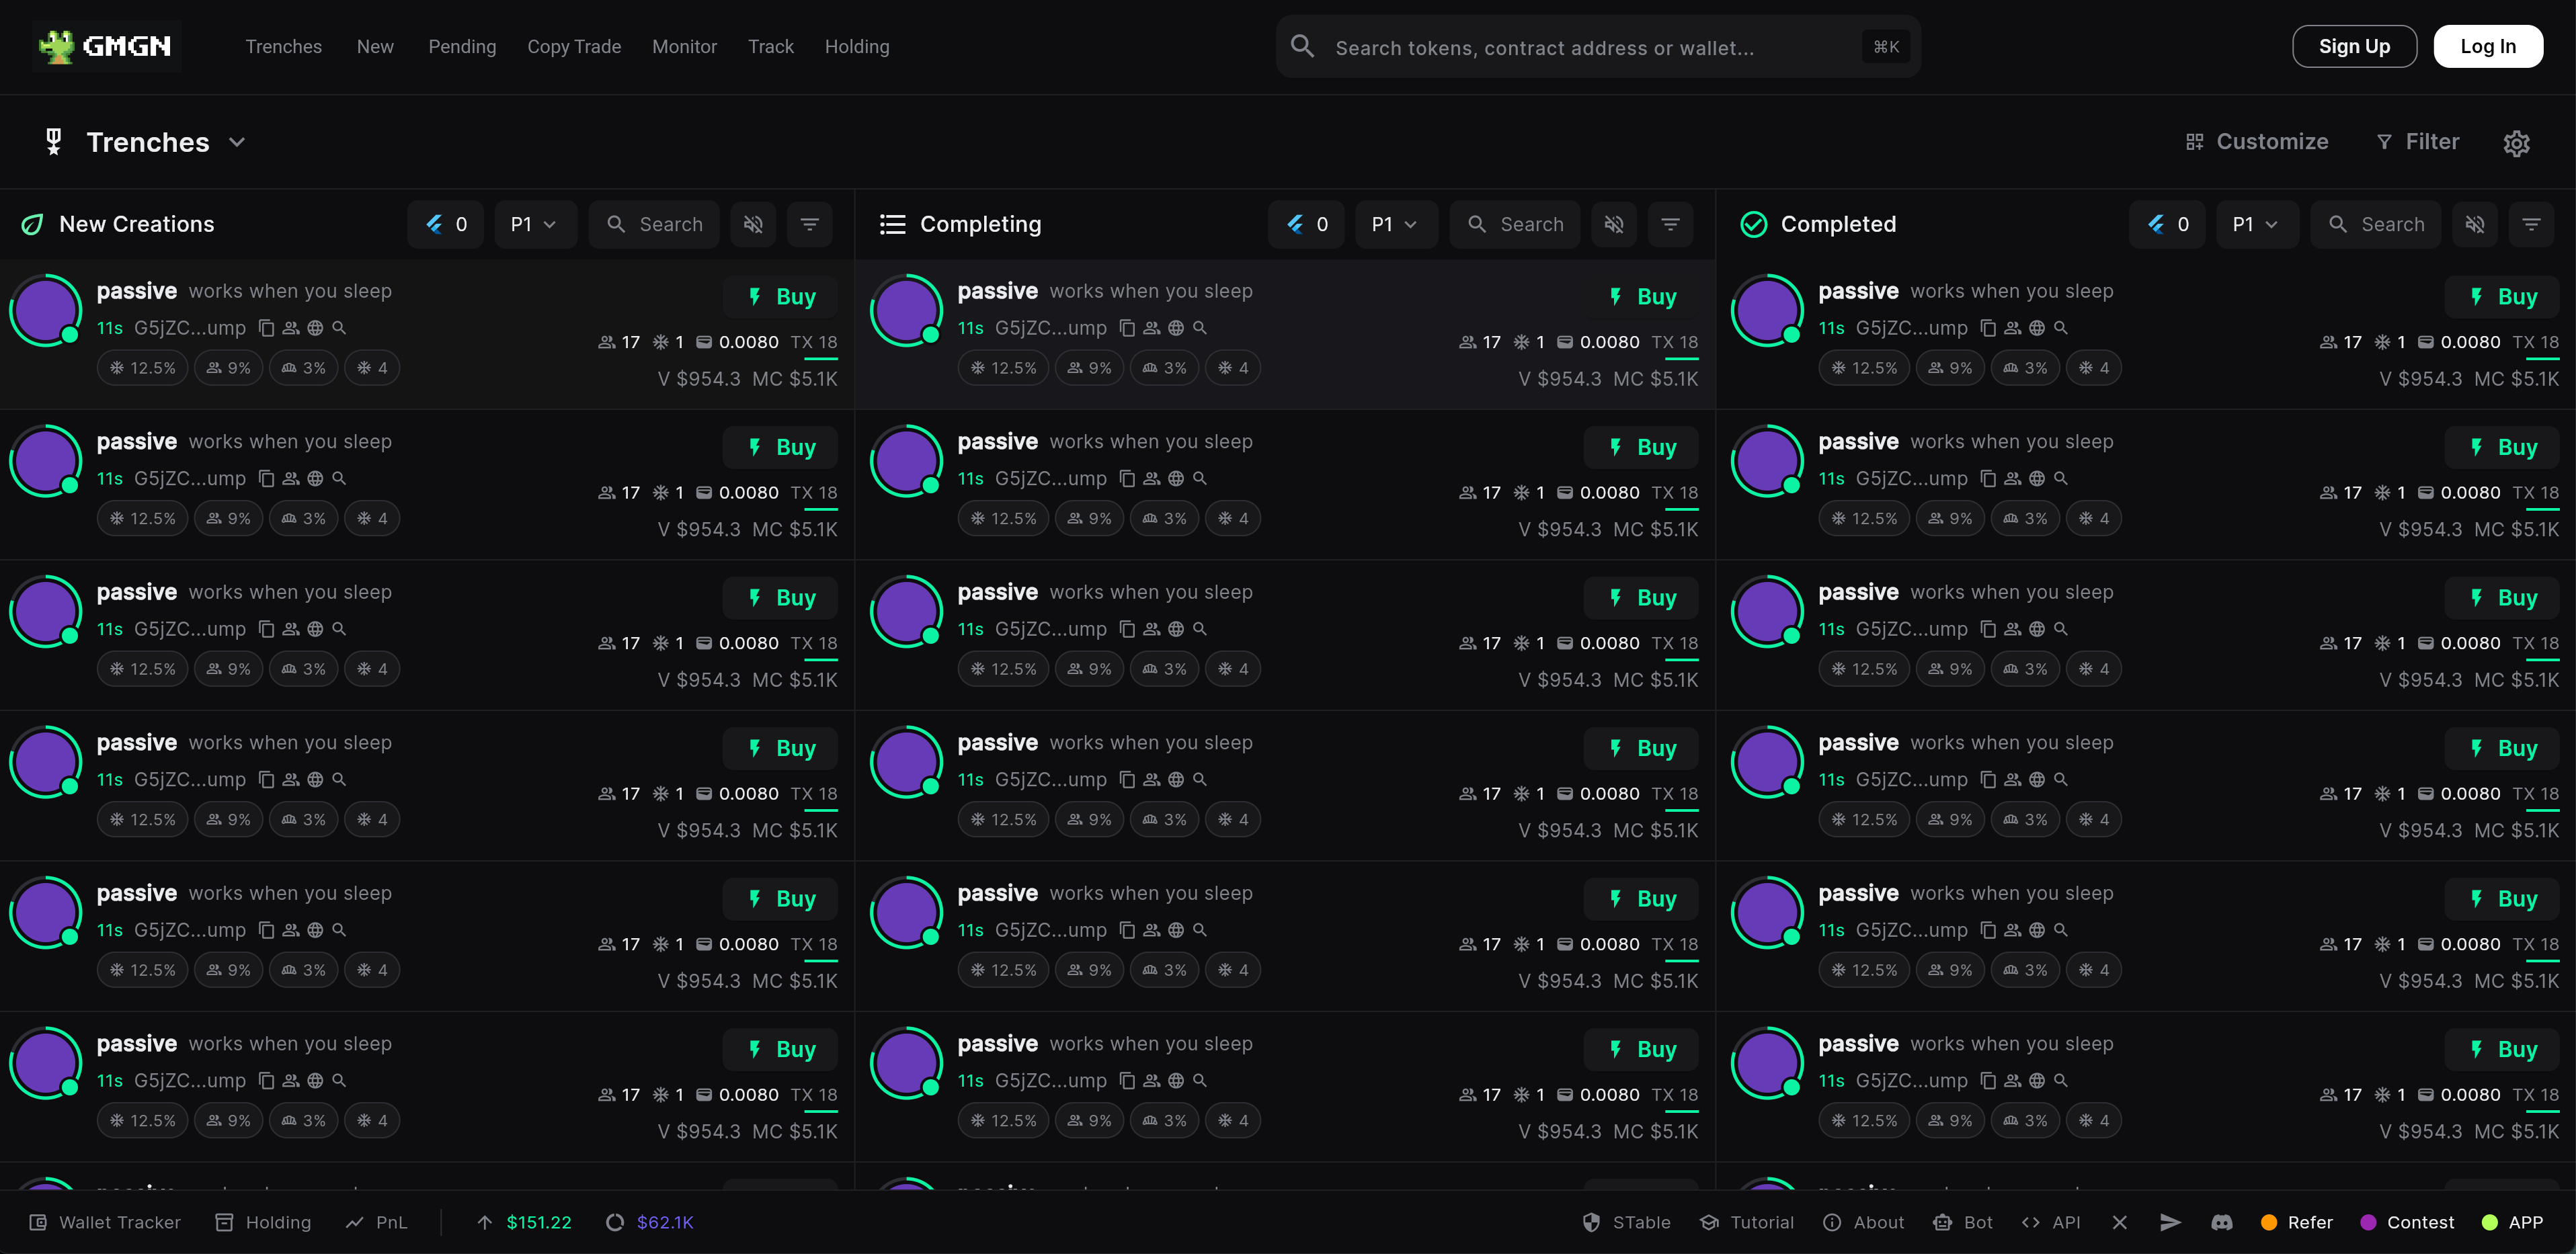 GMGN Trenches New Pending Copy Trade Monitor Track Holding Search tokens, contract address or wallet... ⌘K Sign Up Log In
Trenches Customize Filter
New Creations 0 P1 Search
Completing 0 P1 Search
Completed 0 P1 Search
passive works when you sleep Buy
11s G5jZC...ump
17 1 0.0080 TX 18
12.5% 9% 3% 4
V $954.3 MC $5.1K
passive works when you sleep Buy
11s G5jZC...ump
17 1 0.0080 TX 18
12.5% 9% 3% 4
V $954.3 MC $5.1K
passive works when you sleep Buy
11s G5jZC...ump
17 1 0.0080 TX 18
12.5% 9% 3% 4
V $954.3 MC $5.1K
passive works when you sleep Buy
11s G5jZC...ump
17 1 0.0080 TX 18
12.5% 9% 3% 4
V $954.3 MC $5.1K
passive works when you sleep Buy
11s G5jZC...ump
17 1 0.0080 TX 18
12.5% 9% 3% 4
V $954.3 MC $5.1K
passive works when you sleep Buy
11s G5jZC...ump
17 1 0.0080 TX 18
12.5% 9% 3% 4
V $954.3 MC $5.1K
passive works when you sleep Buy
11s G5jZC...ump
17 1 0.0080 TX 18
12.5% 9% 3% 4
V $954.3 MC $5.1K
passive works when you sleep Buy
11s G5jZC...ump
17 1 0.0080 TX 18
12.5% 9% 3% 4
V $954.3 MC $5.1K
passive works when you sleep Buy
11s G5jZC...ump
17 1 0.0080 TX 18
12.5% 9% 3% 4
V $954.3 MC $5.1K
passive works when you sleep Buy
11s G5jZC...ump
17 1 0.0080 TX 18
12.5% 9% 3% 4
V $954.3 MC $5.1K
passive works when you sleep Buy
11s G5jZC...ump
17 1 0.0080 TX 18
12.5% 9% 3% 4
V $954.3 MC $5.1K
passive works when you sleep Buy
11s G5jZC...ump
17 1 0.0080 TX 18
12.5% 9% 3% 4
V $954.3 MC $5.1K
passive works when you sleep Buy
11s G5jZC...ump
17 1 0.0080 TX 18
12.5% 9% 3% 4
V $954.3 MC $5.1K
passive works when you sleep Buy
11s G5jZC...ump
17 1 0.0080 TX 18
12.5% 9% 3% 4
V $954.3 MC $5.1K
passive works when you sleep Buy
11s G5jZC...ump
17 1 0.0080 TX 18
12.5% 9% 3% 4
V $954.3 MC $5.1K
passive works when you sleep Buy
11s G5jZC...ump
17 1 0.0080 TX 18
12.5% 9% 3% 4
V $954.3 MC $5.1K
passive works when you sleep Buy
11s G5jZC...ump
17 1 0.0080 TX 18
12.5% 9% 3% 4
V $954.3 MC $5.1K
passive works when you sleep Buy
11s G5jZC...ump
17 1 0.0080 TX 18
12.5% 9% 3% 4
V $954.3 MC $5.1K
Wallet Tracker Holding PnL $151.22 $62.1K STable Tutorial About Bot API Refer Contest APP